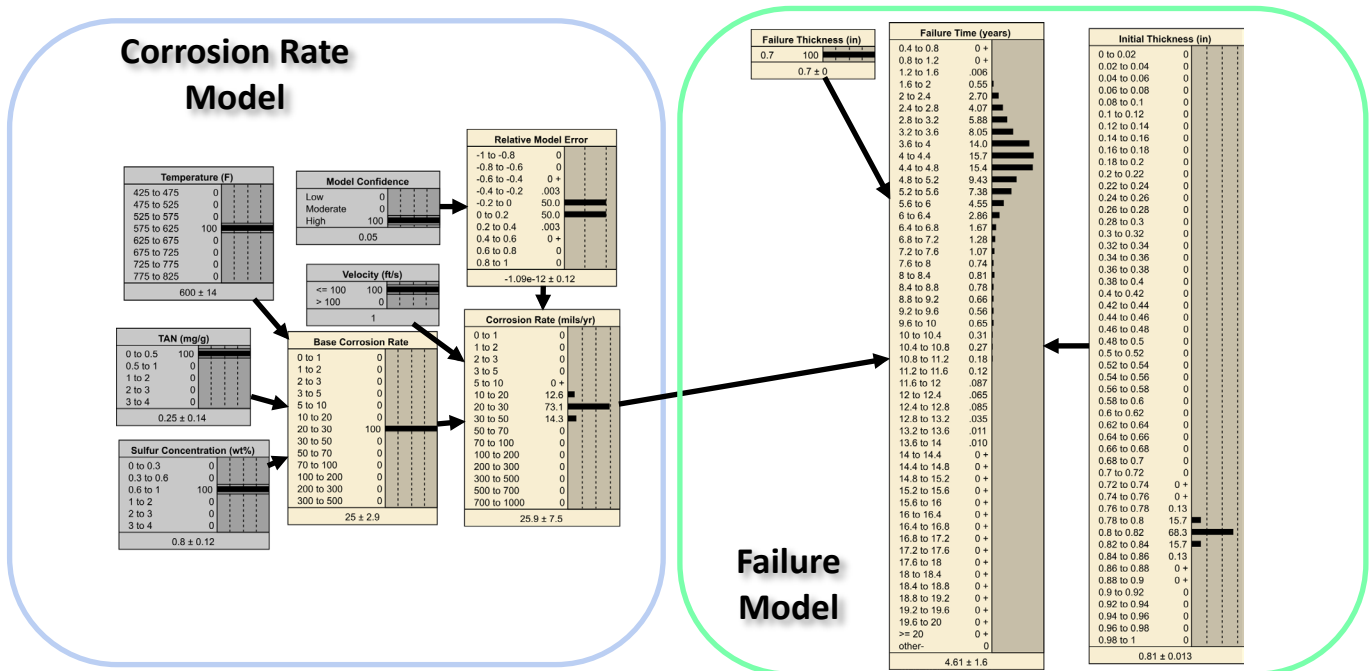 Corrosion Rate
Model
Temperature (F)
425 to 475 0
475 to 525 0
525 to 575 0
575 to 625 100
625 to 675 0
675 to 725 0
725 to 775 0
775 to 825 0
600 ± 14
Model Confidence
Low 0
Moderate 0
High 100
0.05
Relative Model Error
-1 to -0.8 0
-0.8 to -0.6 0
-0.6 to -0.4 0 +
-0.4 to -0.2 .003
-0.2 to 0 50.0
0 to 0.2 50.0
0.2 to 0.4 .003
0.4 to 0.6 0 +
0.6 to 0.8 0
0.8 to 1 0
-1.09e-12 ± 0.12
Velocity (ft/s)
<= 100 100
> 100 0
1
TAN (mg/g)
0 to 0.5 100
0.5 to 1 0
1 to 2 0
2 to 3 0
3 to 4 0
0.25 ± 0.14
Sulfur Concentration (wt%)
0 to 0.3 0
0.3 to 0.6 0
0.6 to 1 100
1 to 2 0
2 to 3 0
3 to 4 0
0.8 ± 0.12
Base Corrosion Rate
0 to 1 0
1 to 2 0
2 to 3 0
3 to 5 0
5 to 10 0
10 to 20 0
20 to 30 100
30 to 50 0
50 to 70 0
70 to 100 0
100 to 200 0
200 to 300 0
300 to 500 0
25 ± 2.9
Corrosion Rate (mils/yr)
0 to 1 0
1 to 2 0
2 to 3 0
3 to 5 0
5 to 10 0 +
10 to 20 12.6
20 to 30 73.1
30 to 50 14.3
50 to 70 0
70 to 100 0
100 to 200 0
200 to 300 0
300 to 500 0
500 to 700 0
700 to 1000 0
25.9 ± 7.5
Failure Thickness (in)
0.7 100
0.7 ± 0
Failure Time (years)
0.4 to 0.8 0 +
0.8 to 1.2 0 +
1.2 to 1.6 .006
1.6 to 2 0.55
2 to 2.4 2.70
2.4 to 2.8 4.07
2.8 to 3.2 5.88
3.2 to 3.6 8.05
3.6 to 4 14.0
4 to 4.4 15.7
4.4 to 4.8 15.4
4.8 to 5.2 9.43
5.2 to 5.6 7.38
5.6 to 6 4.55
6 to 6.4 2.86
6.4 to 6.8 1.67
6.8 to 7.2 1.28
7.2 to 7.6 1.07
7.6 to 8 0.74
8 to 8.4 0.81
8.4 to 8.8 0.78
8.8 to 9.2 0.66
9.2 to 9.6 0.56
9.6 to 10 0.65
10 to 10.4 0.31
10.4 to 10.8 0.27
10.8 to 11.2 0.18
11.2 to 11.6 0.12
11.6 to 12 .087
12 to 12.4 .065
12.4 to 12.8 .085
12.8 to 13.2 .035
13.2 to 13.6 .011
13.6 to 14 .010
14 to 14.4 0 +
14.4 to 14.8 0 +
14.8 to 15.2 0 +
15.2 to 15.6 0 +
15.6 to 16 0 +
16 to 16.4 0 +
16.4 to 16.8 0 +
16.8 to 17.2 0 +
17.2 to 17.6 0 +
17.6 to 18 0 +
18 to 18.4 0 +
18.4 to 18.8 0 +
18.8 to 19.2 0 +
19.2 to 19.6 0 +
19.6 to 20 0 +
>= 20 0 +
other- 0
4.61 ± 1.6
Initial Thickness (in)
0 to 0.02 0
0.02 to 0.04 0
0.04 to 0.06 0
0.06 to 0.08 0
0.08 to 0.1 0
0.1 to 0.12 0
0.12 to 0.14 0
0.14 to 0.16 0
0.16 to 0.18 0
0.18 to 0.2 0
0.2 to 0.22 0
0.22 to 0.24 0
0.24 to 0.26 0
0.26 to 0.28 0
0.28 to 0.3 0
0.3 to 0.32 0
0.32 to 0.34 0
0.34 to 0.36 0
0.36 to 0.38 0
0.38 to 0.4 0
0.4 to 0.42 0
0.42 to 0.44 0
0.44 to 0.46 0
0.46 to 0.48 0
0.48 to 0.5 0
0.5 to 0.52 0
0.52 to 0.54 0
0.54 to 0.56 0
0.56 to 0.58 0
0.58 to 0.6 0
0.6 to 0.62 0
0.62 to 0.64 0
0.64 to 0.66 0
0.66 to 0.68 0
0.68 to 0.7 0
0.7 to 0.72 0
0.72 to 0.74 0 +
0.74 to 0.76 0 +
0.76 to 0.78 0.13
0.78 to 0.8 15.7
0.8 to 0.82 68.3
0.82 to 0.84 15.7
0.84 to 0.86 0.13
0.86 to 0.88 0 +
0.88 to 0.9 0 +
0.9 to 0.92 0
0.92 to 0.94 0
0.94 to 0.96 0
0.96 to 0.98 0
0.98 to 1 0
0.81 ± 0.013
Failure
Model